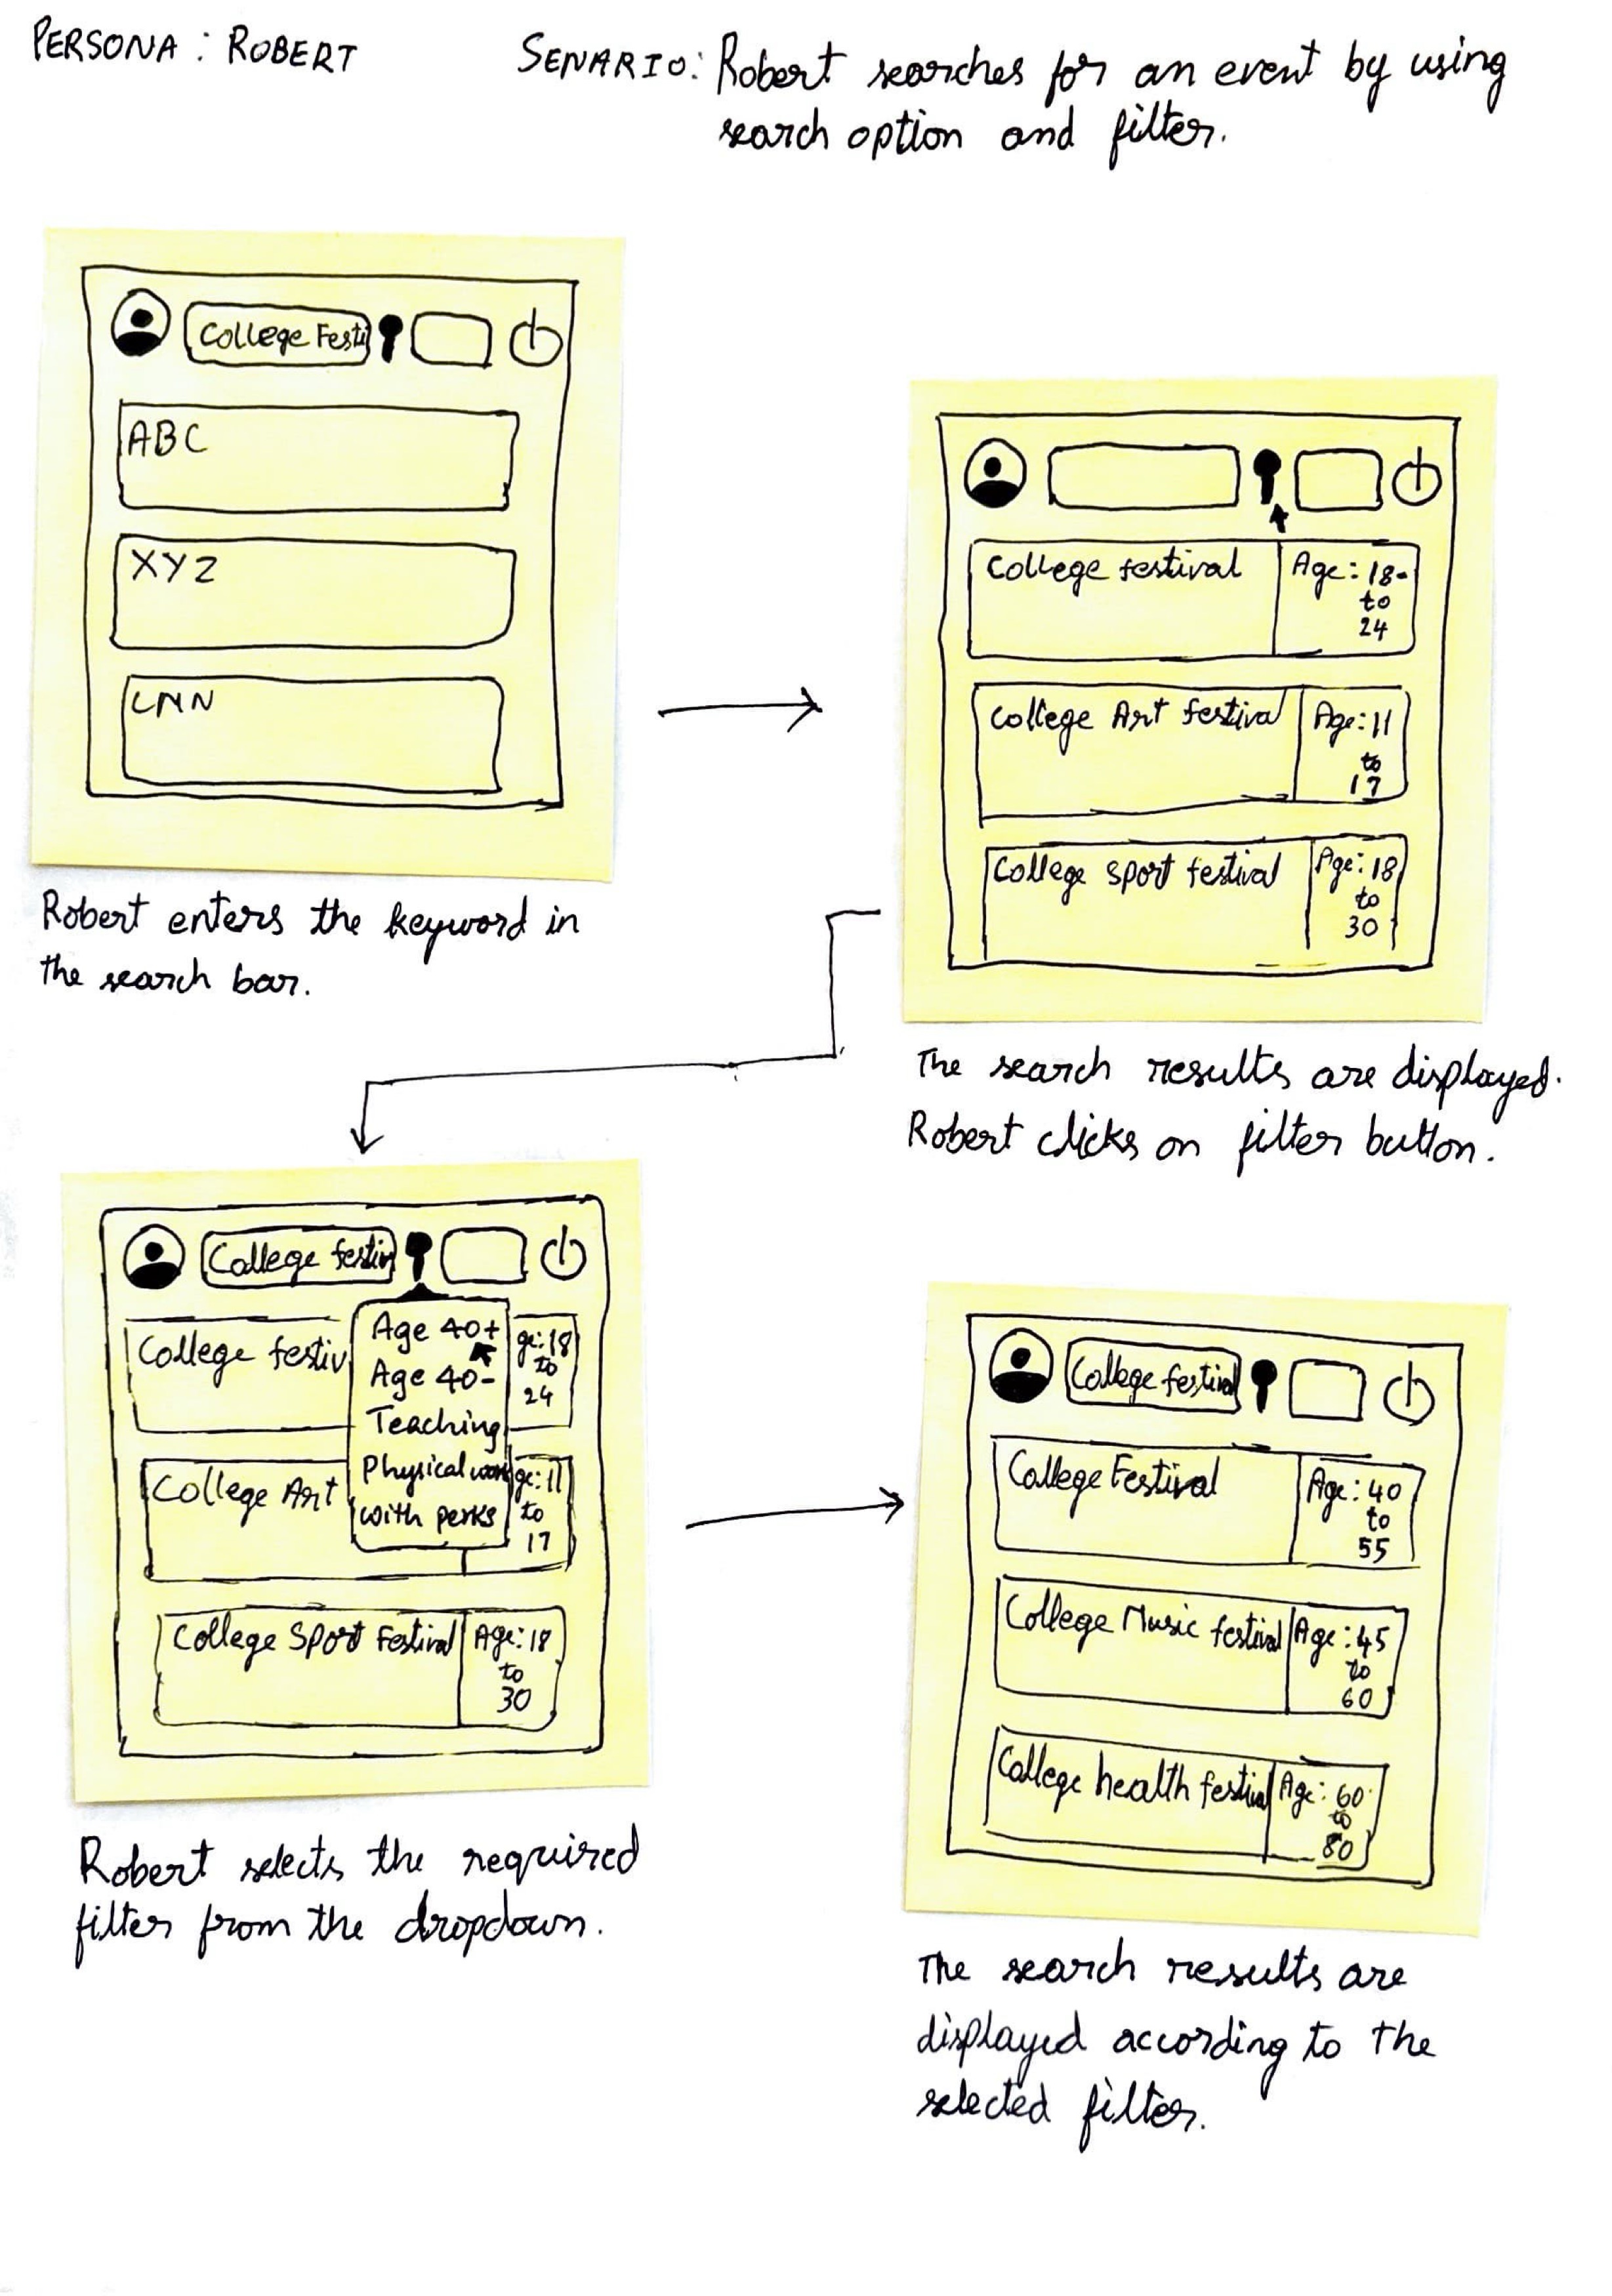 PERSONA : ROBERT
SENARIO: Robert searches for an event by using
search option and filter.
College Festi
ABC
XYZ
LMN
Robert enters the keyword in
the search bar.
College festival
Age: 18-
to
24
College Art festival
Age: 11
to
17
College sport festival
Age: 18
to
30
The search results are displayed.
Robert clicks on filter button.
College festiv
Age 40+
Age 40-
Teaching
Physical work
with perks
College festiv
ge: 18
to
24
College Art
ge: 11
to
17
College Sport Festival
Age: 18
to
30
Robert selects the required
filter from the dropdown.
College festival
College Festival
Age: 40
to
55
College Music festival
Age: 45
to
60
College health festival
Age: 60
to
80
The search results are
displayed according to the
selected filter.